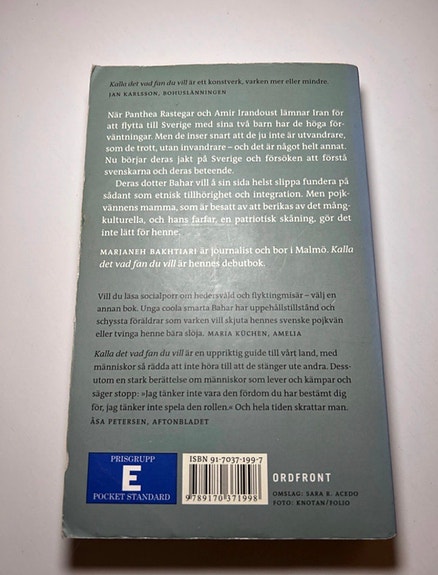 Kalla det vad fan du vill är ett konstverk, varken mer eller mindre.
JAN KARLSSON, BOHUSLÄNNINGEN
När Panthea Rastegar och Amir Irandoust lämnar Iran för
att flytta till Sverige med sina två barn har de höga för-
väntningar. Men de inser snart att de ju inte är utvandrare,
som de trott, utan invandrare – och det är något helt annat.
Nu börjar deras jakt på Sverige och försöken att förstå
svenskarna och deras beteende.
Deras dotter Bahar vill å sin sida helst slippa fundera på
sådant som etnisk tillhörighet och integration. Men pojk-
vännens mamma, som är besatt av att berikas av det mång-
kulturella, och hans farfar, en patriotisk skåning, gör det
inte lätt för henne.
MARJANEH BAKHTIARI är journalist och bor i Malmö. Kalla
det vad fan du vill är hennes debutbok.
Vill du läsa socialporr om hedersvåld och flyktingmisär – välj en
annan bok. Unga coola smarta Bahar har uppehållstillstånd och
schyssta föräldrar som varken vill skjuta hennes svenske pojkvän
eller tvinga henne bära slöja. MARIA KÜCHEN, AMELIA
Kalla det vad fan du vill är en uppriktig guide till vårt land, med
människor så rädda att inte höra till att de stänger ute andra. Dess-
utom en stark berättelse om människor som lever och kämpar och
säger stopp: »Jag tänker inte vara den fördom du har bestämt dig
för, jag tänker inte spela den rollen.« Och hela tiden skrattar man.
ÅSA PETERSEN, AFTONBLADET
PRISGRUPP
E
POCKET STANDARD
ISBN 91-7037-199-7
9789170371998
ORDFRONT
OMSLAG: SARA R. ACEDO
FOTO: KNOTAN/FOLIO